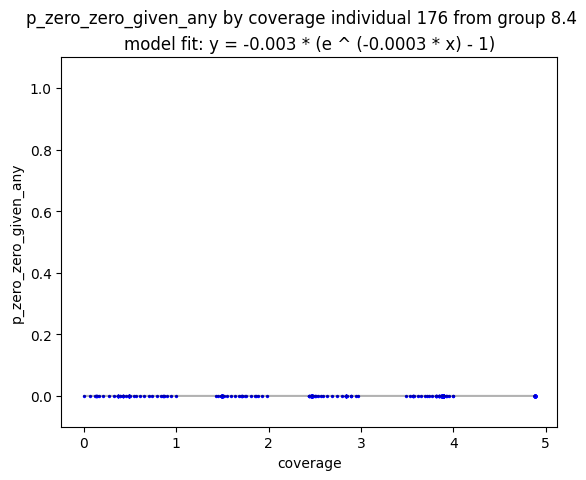 p_zero_zero_given_any by coverage individual 176 from group 8.4
model fit: y = -0.003 * (e ^ (-0.0003 * x) - 1)
1.0
0.8
0.6
0.4
0.2
0.0
p_zero_zero_given_any
0 1 2 3 4 5
coverage